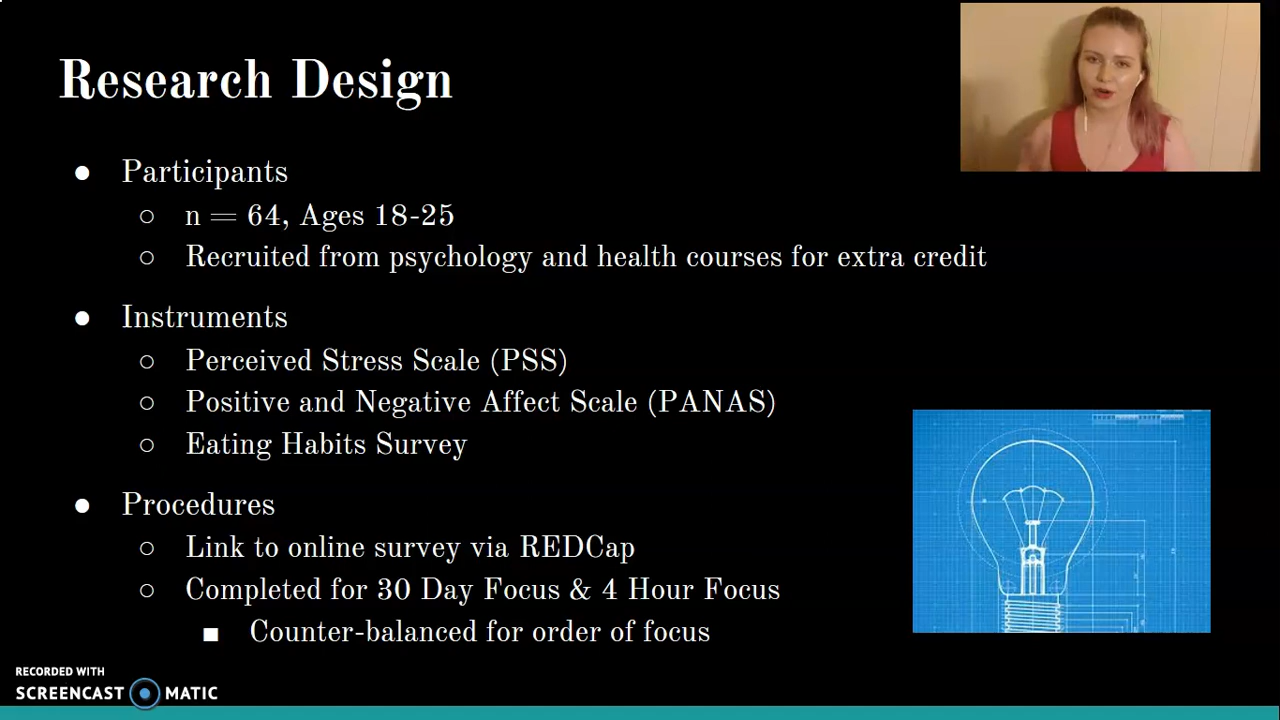 Research Design
● Participants
○ n = 64, Ages 18-25
○ Recruited from psychology and health courses for extra credit
● Instruments
○ Perceived Stress Scale (PSS)
○ Positive and Negative Affect Scale (PANAS)
○ Eating Habits Survey
● Procedures
○ Link to online survey via REDCap
○ Completed for 30 Day Focus & 4 Hour Focus
■ Counter-balanced for order of focus
RECORDED WITH
SCREENCAST MATIC